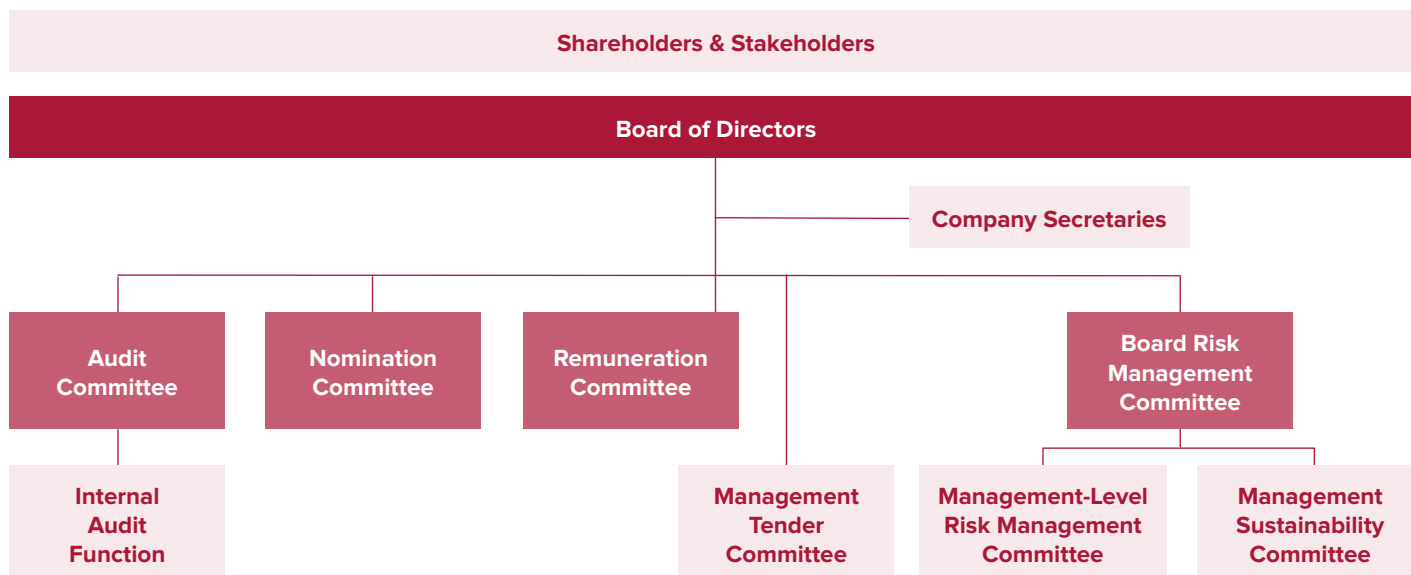 Shareholders & Stakeholders
Board of Directors
Company Secretaries
Audit
Committee
Nomination
Committee
Remuneration
Committee
Board Risk
Management
Committee
Internal
Audit
Function
Management
Tender
Committee
Management-Level
Risk Management
Committee
Management
Sustainability
Committee